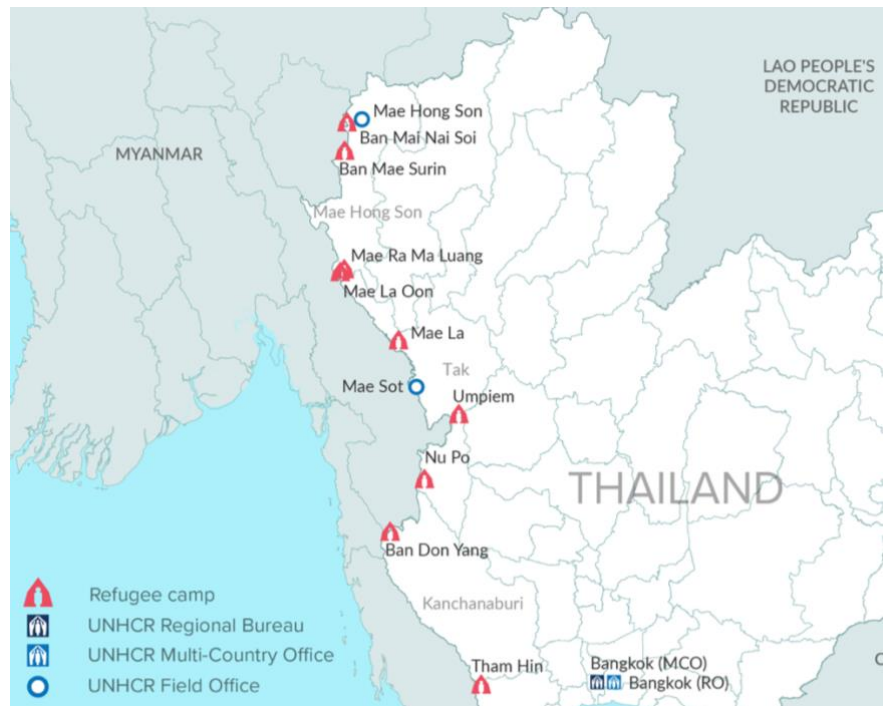 LAO PEOPLE'S
DEMOCRATIC
REPUBLIC
Mae Hong Son
Ban Mai Nai Soi
MYANMAR
Ban Mae Surin
Mae Hong Son
Mae Ra Ma Luang
Mae La Oon
Mae La
Tak
Mae Sot
Umpiem
Nu Po
THAILAND
Ban Don Yang
Kanchanaburi
Refugee camp
UNHCR Regional Bureau
UNHCR Multi-Country Office
UNHCR Field Office
Tham Hin
Bangkok (MCO)
Bangkok (RO)